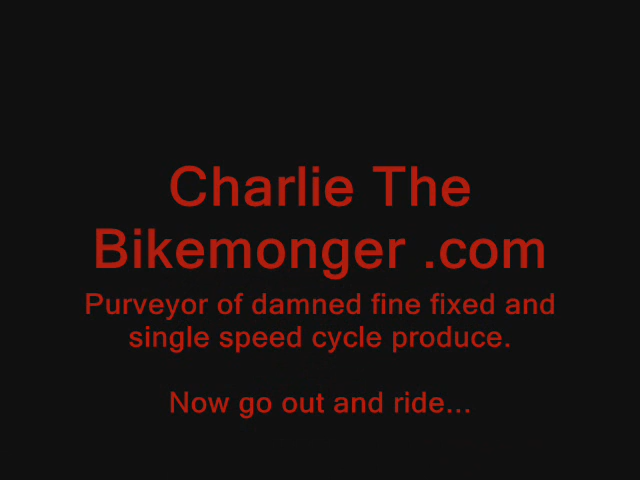 Charlie The
Bikemonger .com
Purveyor of damned fine fixed and
single speed cycle produce.
Now go out and ride...